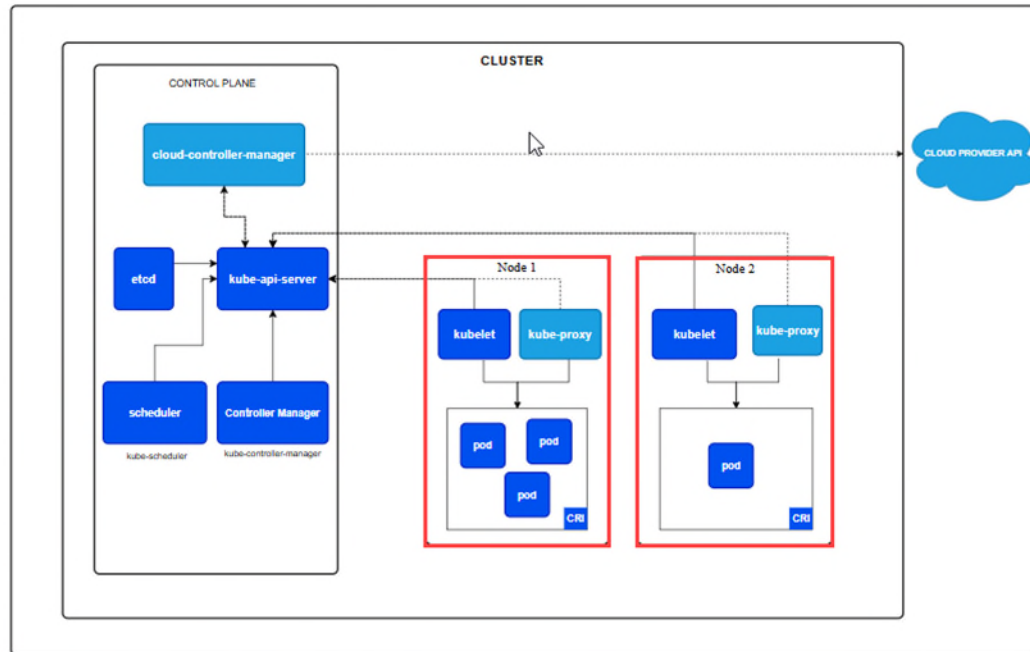 CLUSTER
CONTROL PLANE
cloud-controller-manager
CLOUD PROVIDER API
etcd
kube-api-server
scheduler
kube-scheduler
Controller Manager
kube-controller-manager
Node 1
kubelet
kube-proxy
pod
pod
pod
CRI
Node 2
kubelet
kube-proxy
pod
CRI